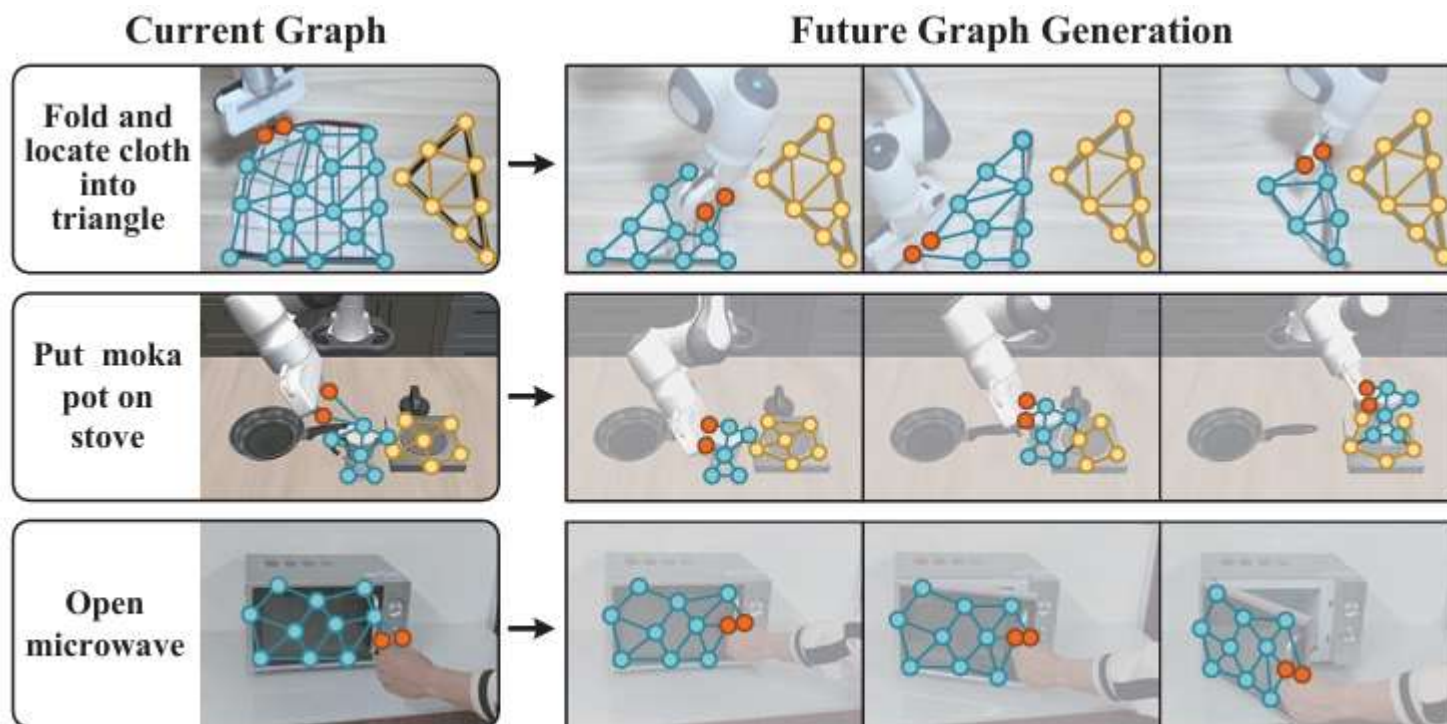 Current Graph
Future Graph Generation
Fold and
locate cloth
into
triangle
Put moka
pot on
stove
Open
microwave